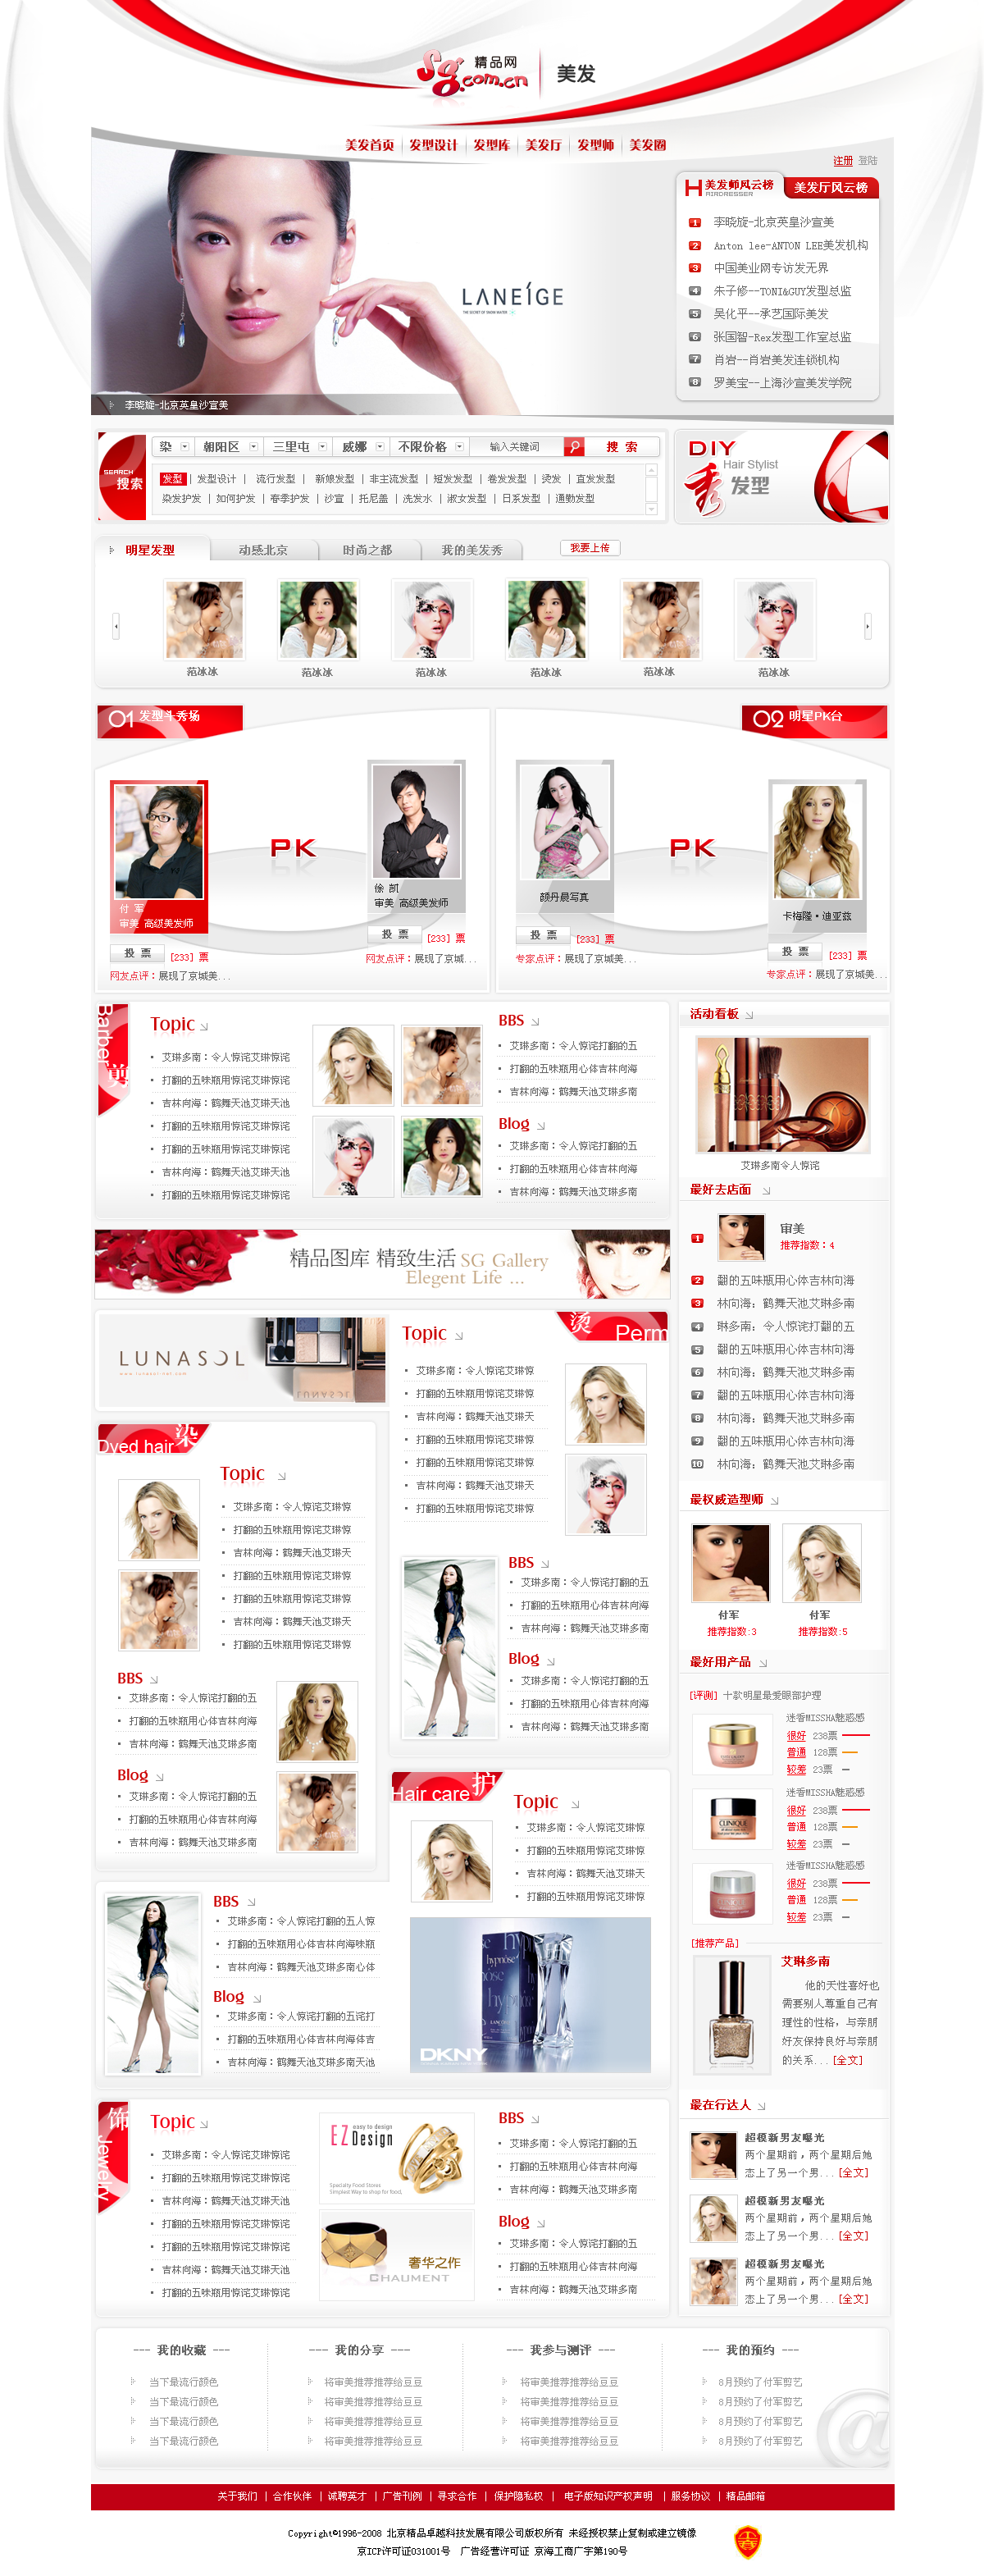 Sg.com.cn 精品网 美发
美发首页 发型设计 发型库 美发厅 发型师 美发圈
注册 登陆
美发师风云榜 美发厅风云榜
HAIRDRESSER
1 李晓旋-北京英皇沙宣美
2 Anton lee-ANTON LEE美发机构
3 中国美业网专访发无界
4 朱子修--TONI&GUY发型总监
5 吴化平--承艺国际美发
6 张国智-Rex发型工作室总监
7 肖岩--肖岩美发连锁机构
8 罗美宝--上海沙宣美发学院
LANEIGE
李晓旋-北京英皇沙宣美
SEARCH
搜索
染 朝阳区 三里屯 威娜 不限价格 输入关键词 搜 索
发型 | 发型设计 | 流行发型 | 新娘发型 | 非主流发型 | 短发发型 | 卷发发型 | 烫发 | 直发发型
染发护发 | 如何护发 | 春季护发 | 沙宣 | 托尼盖 | 洗发水 | 淑女发型 | 日系发型 | 通勤发型
DIY
Hair Stylist
秀 发型
明星发型 动感北京 时尚之都 我的美发秀 我要上传
范冰冰 范冰冰 范冰冰 范冰冰 范冰冰 范冰冰
01 发型斗秀场
02 明星PK台
PK
PK
付 军
审美 高级美发师
投 票 [233] 票
网友点评：展现了京城美...
徐 凯
审美 高级美发师
投 票 [233] 票
网友点评：展现了京城...
颜丹晨写真
投 票 [233] 票
专家点评：展现了京城美...
卡梅隆·迪亚兹
投 票 [233] 票
专家点评：展现了京城美...
Barber 剪
Topic
艾琳多南：令人惊诧艾琳惊诧
打翻的五味瓶用惊诧艾琳惊诧
吉林向海：鹤舞天池艾琳天池
打翻的五味瓶用惊诧艾琳惊诧
打翻的五味瓶用惊诧艾琳惊诧
吉林向海：鹤舞天池艾琳天池
打翻的五味瓶用惊诧艾琳惊诧
BBS
艾琳多南：令人惊诧打翻的五
打翻的五味瓶用心体吉林向海
吉林向海：鹤舞天池艾琳多南
Blog
艾琳多南：令人惊诧打翻的五
打翻的五味瓶用心体吉林向海
吉林向海：鹤舞天池艾琳多南
活动看板
艾琳多南令人惊诧
最好去店面
1 审美
推荐指数：4
2 翻的五味瓶用心体吉林向海
3 林向海：鹤舞天池艾琳多南
4 琳多南：令人惊诧打翻的五
5 翻的五味瓶用心体吉林向海
6 林向海：鹤舞天池艾琳多南
7 翻的五味瓶用心体吉林向海
8 林向海：鹤舞天池艾琳多南
9 翻的五味瓶用心体吉林向海
10 林向海：鹤舞天池艾琳多南
精品图库 精致生活 SG Gallery
Elegent Life ...
LUNASOL
www.lunasol-net.com
烫 Perm
Topic
艾琳多南：令人惊诧艾琳惊
打翻的五味瓶用惊诧艾琳惊
吉林向海：鹤舞天池艾琳天
打翻的五味瓶用惊诧艾琳惊
打翻的五味瓶用惊诧艾琳惊
吉林向海：鹤舞天池艾琳天
打翻的五味瓶用惊诧艾琳惊
BBS
艾琳多南：令人惊诧打翻的五
打翻的五味瓶用心体吉林向海
吉林向海：鹤舞天池艾琳多南
Blog
艾琳多南：令人惊诧打翻的五
打翻的五味瓶用心体吉林向海
吉林向海：鹤舞天池艾琳多南
Dyed hair 染
Topic
艾琳多南：令人惊诧艾琳惊
打翻的五味瓶用惊诧艾琳惊
吉林向海：鹤舞天池艾琳天
打翻的五味瓶用惊诧艾琳惊
打翻的五味瓶用惊诧艾琳惊
吉林向海：鹤舞天池艾琳天
打翻的五味瓶用惊诧艾琳惊
BBS
艾琳多南：令人惊诧打翻的五
打翻的五味瓶用心体吉林向海
吉林向海：鹤舞天池艾琳多南
Blog
艾琳多南：令人惊诧打翻的五
打翻的五味瓶用心体吉林向海
吉林向海：鹤舞天池艾琳多南
最权威造型师
付军 付军
推荐指数:3 推荐指数:5
最好用产品
[评测] 十款明星最爱眼部护理
迷香MISSHA魅惑感
很好 238票
普通 128票
较差 23票
迷香MISSHA魅惑感
很好 238票
普通 128票
较差 23票
CLINIQUE
迷香MISSHA魅惑感
很好 238票
普通 128票
较差 23票
[推荐产品]
艾琳多南
他的天性喜好也
需要别人尊重自己有
理性的性格，与亲朋
好友保持良好与亲朋
的关系...[全文]
Hair care 护
Topic
艾琳多南：令人惊诧艾琳惊
打翻的五味瓶用惊诧艾琳惊
吉林向海：鹤舞天池艾琳天
打翻的五味瓶用惊诧艾琳惊
hypnôse
DKNY
BBS
艾琳多南：令人惊诧打翻的五人惊
打翻的五味瓶用心体吉林向海味瓶
吉林向海：鹤舞天池艾琳多南心体
Blog
艾琳多南：令人惊诧打翻的五诧打
打翻的五味瓶用心体吉林向海体吉
吉林向海：鹤舞天池艾琳多南天池
饰 Jewelry
Topic
艾琳多南：令人惊诧艾琳惊诧
打翻的五味瓶用惊诧艾琳惊诧
吉林向海：鹤舞天池艾琳天池
打翻的五味瓶用惊诧艾琳惊诧
打翻的五味瓶用惊诧艾琳惊诧
吉林向海：鹤舞天池艾琳天池
打翻的五味瓶用惊诧艾琳惊诧
easy to design
EZ Design
Specialty Food Stores
Simplest Way to shop for food,
奢华之作
CHAUMENT
BBS
艾琳多南：令人惊诧打翻的五
打翻的五味瓶用心体吉林向海
吉林向海：鹤舞天池艾琳多南
Blog
艾琳多南：令人惊诧打翻的五
打翻的五味瓶用心体吉林向海
吉林向海：鹤舞天池艾琳多南
最在行达人
超模新男友曝光
两个星期前，两个星期后她
恋上了另一个男...[全文]
超模新男友曝光
两个星期前，两个星期后她
恋上了另一个男...[全文]
超模新男友曝光
两个星期前，两个星期后她
恋上了另一个男...[全文]
--- 我的收藏 --- --- 我的分享 --- --- 我参与测评 --- --- 我的预约 ---
当下最流行颜色 将审美推荐推荐给豆豆 将审美推荐推荐给豆豆 8月预约了付军剪艺
当下最流行颜色 将审美推荐推荐给豆豆 将审美推荐推荐给豆豆 8月预约了付军剪艺
当下最流行颜色 将审美推荐推荐给豆豆 将审美推荐推荐给豆豆 8月预约了付军剪艺
当下最流行颜色 将审美推荐推荐给豆豆 将审美推荐推荐给豆豆 8月预约了付军剪艺
@
关于我们 | 合作伙伴 | 诚聘英才 | 广告刊例 | 寻求合作 | 保护隐私权 | 电子版知识产权声明 | 服务协议 | 精品邮箱
Copyright©1996-2008 北京精品卓越科技发展有限公司版权所有 未经授权禁止复制或建立镜像
京ICP许可证031001号 广告经营许可证 京海工商广字第190号